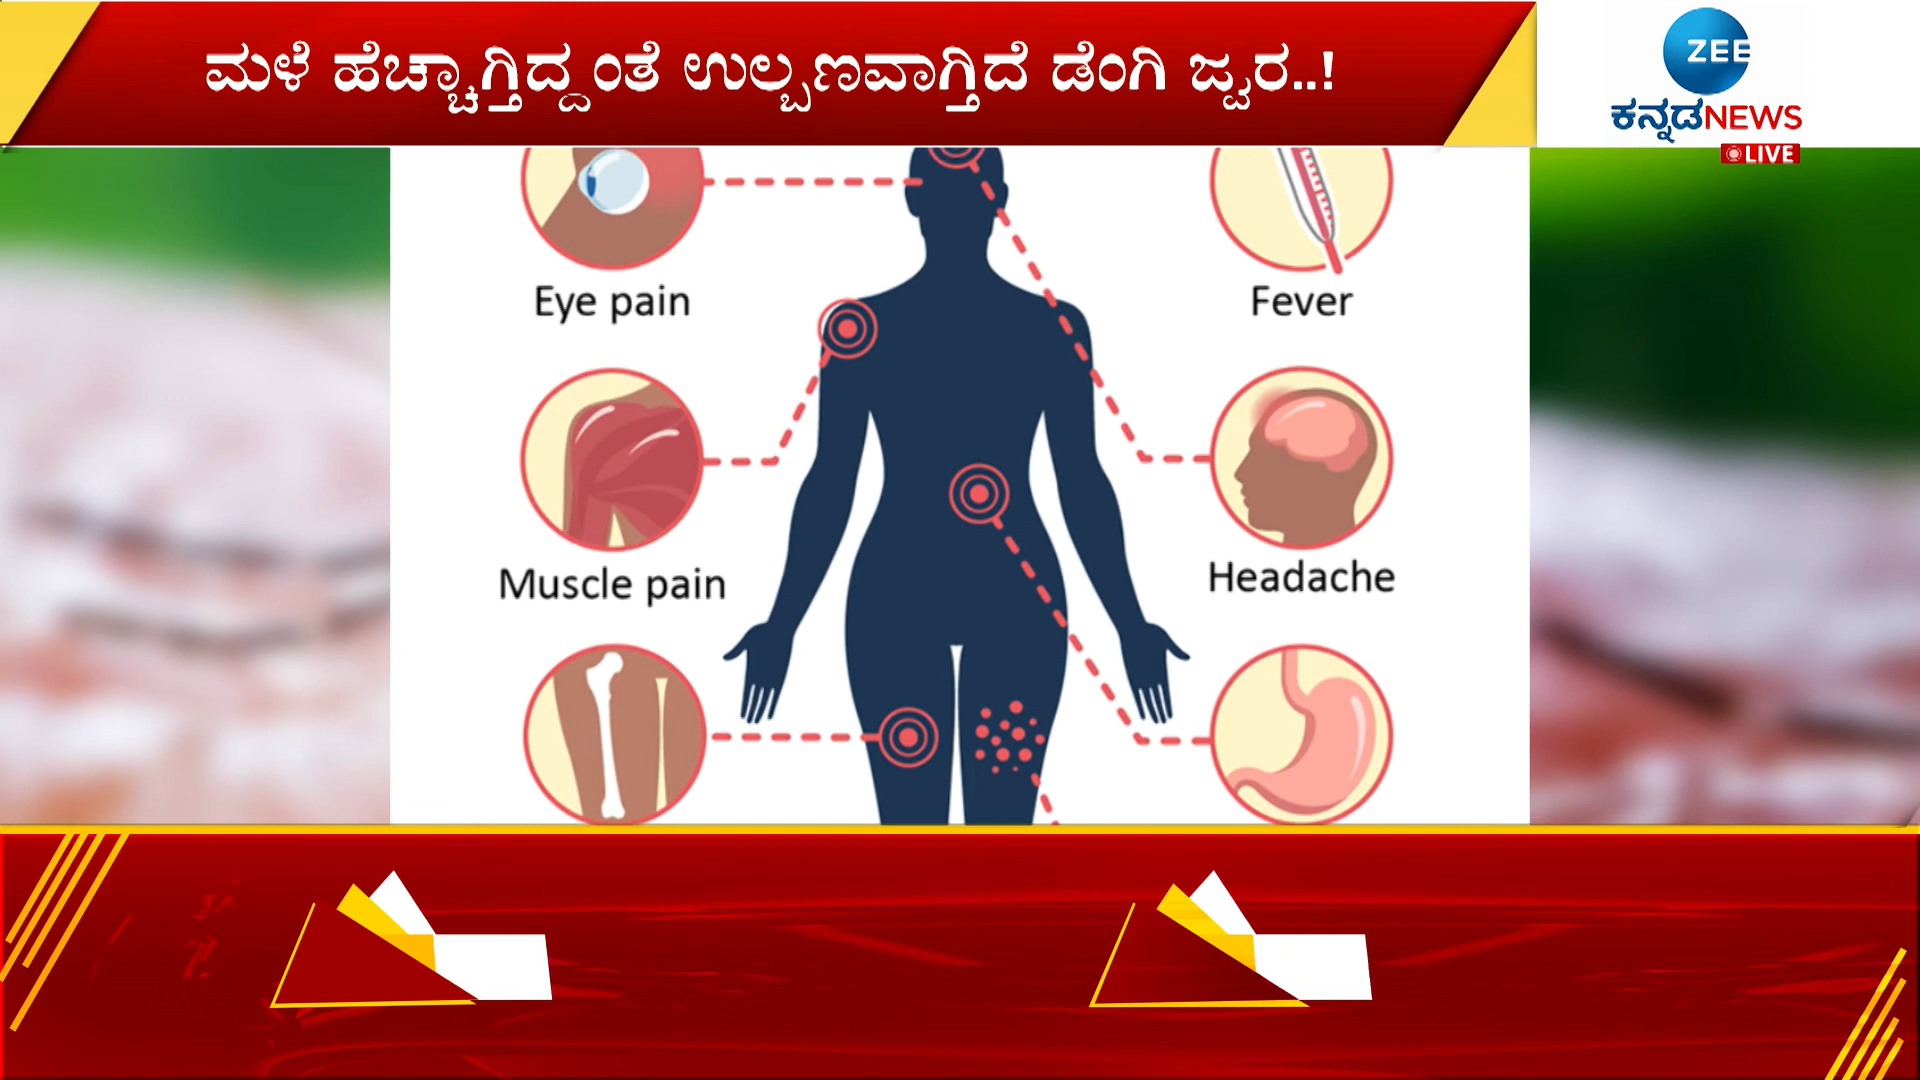 ಮಳೆ ಹೆಚ್ಚಾಗ್ತಿದ್ದಂತೆ ಉಲ್ಬಣವಾಗ್ತಿದೆ ಡೆಂಗಿ ಜ್ವರ..!
ZEE
ಕನ್ನಡNEWS
LIVE
Eye pain
Fever
Muscle pain
Headache